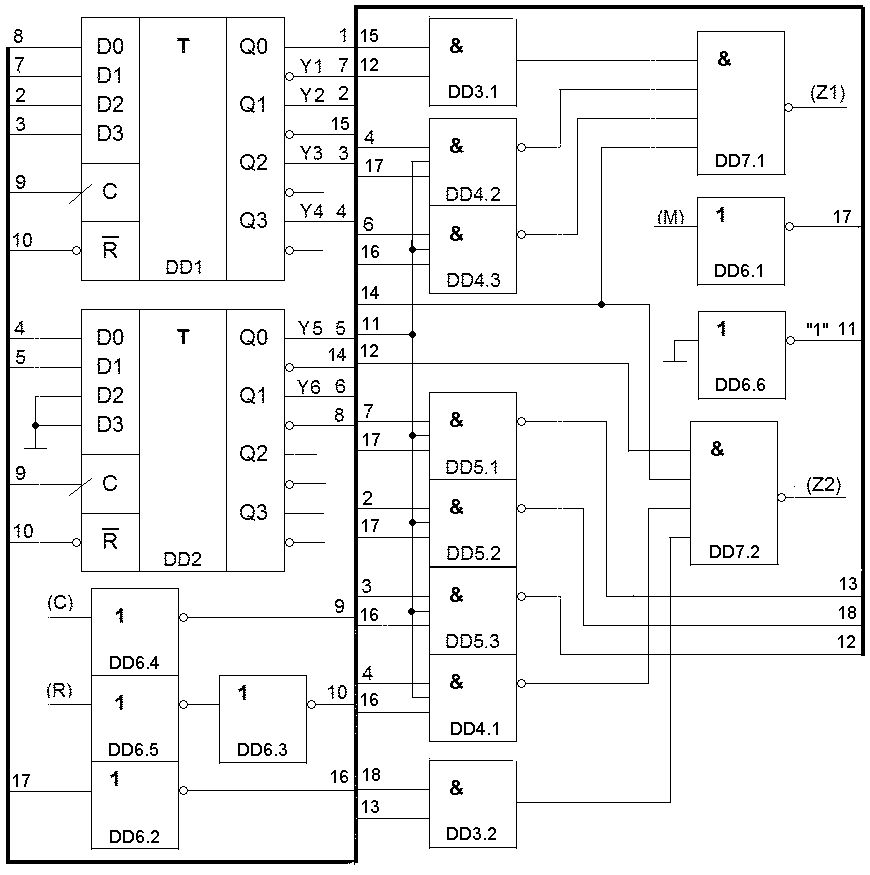 8 D0 T Q0 1
7 D1 Y1 7
2 D2 Q1 Y2 2
3 D3 15
Q2 Y3 3
9 C
Q3 Y4 4
10 R
DD1
4 D0 T Q0 Y5 5
5 D1 14
D2 Q1 Y6 6
D3 8
Q2
9 C
Q3
10 R
DD2
(C) 1 9
DD6.4
(R) 1 1 10
DD6.5 DD6.3
17 1 16
DD6.2
15 &
12
DD3.1
4 &
17
DD4.2
6 &
16
DD4.3
14
11
12
7 &
17
DD5.1
2 &
17
DD5.2
3 &
16
DD5.3
4 &
16
DD4.1
18 &
13
DD3.2
& (Z1)
DD7.1
(M) 1 17
DD6.1
1 "1" 11
DD6.6
& (Z2)
DD7.2
13
18
12